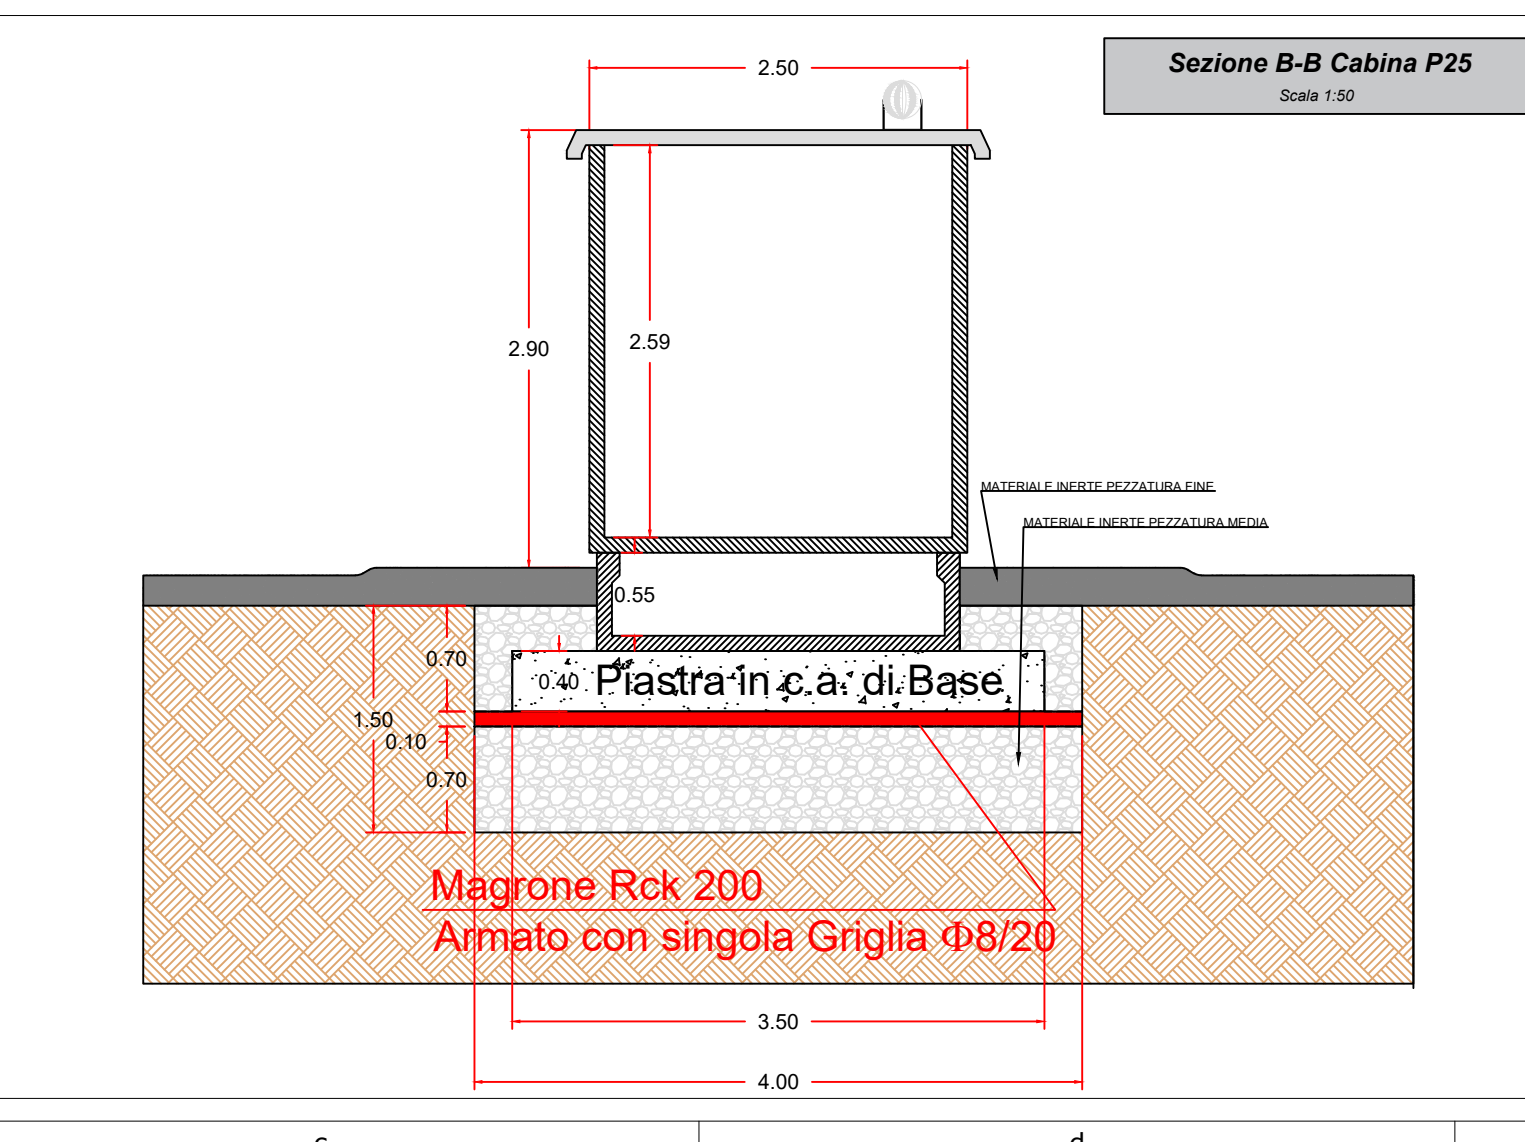 2.50
Sezione B-B Cabina P25
Scala 1:50
2.90
2.59
MATERIALE INERTE PEZZATURA FINE
MATERIALE INERTE PEZZATURA MEDIA
0.55
0.70
0.40
Piastra in c.a. di Base
1.50
0.10
0.70
Magrone Rck 200
Armato con singola Griglia Φ8/20
3.50
4.00
c
d